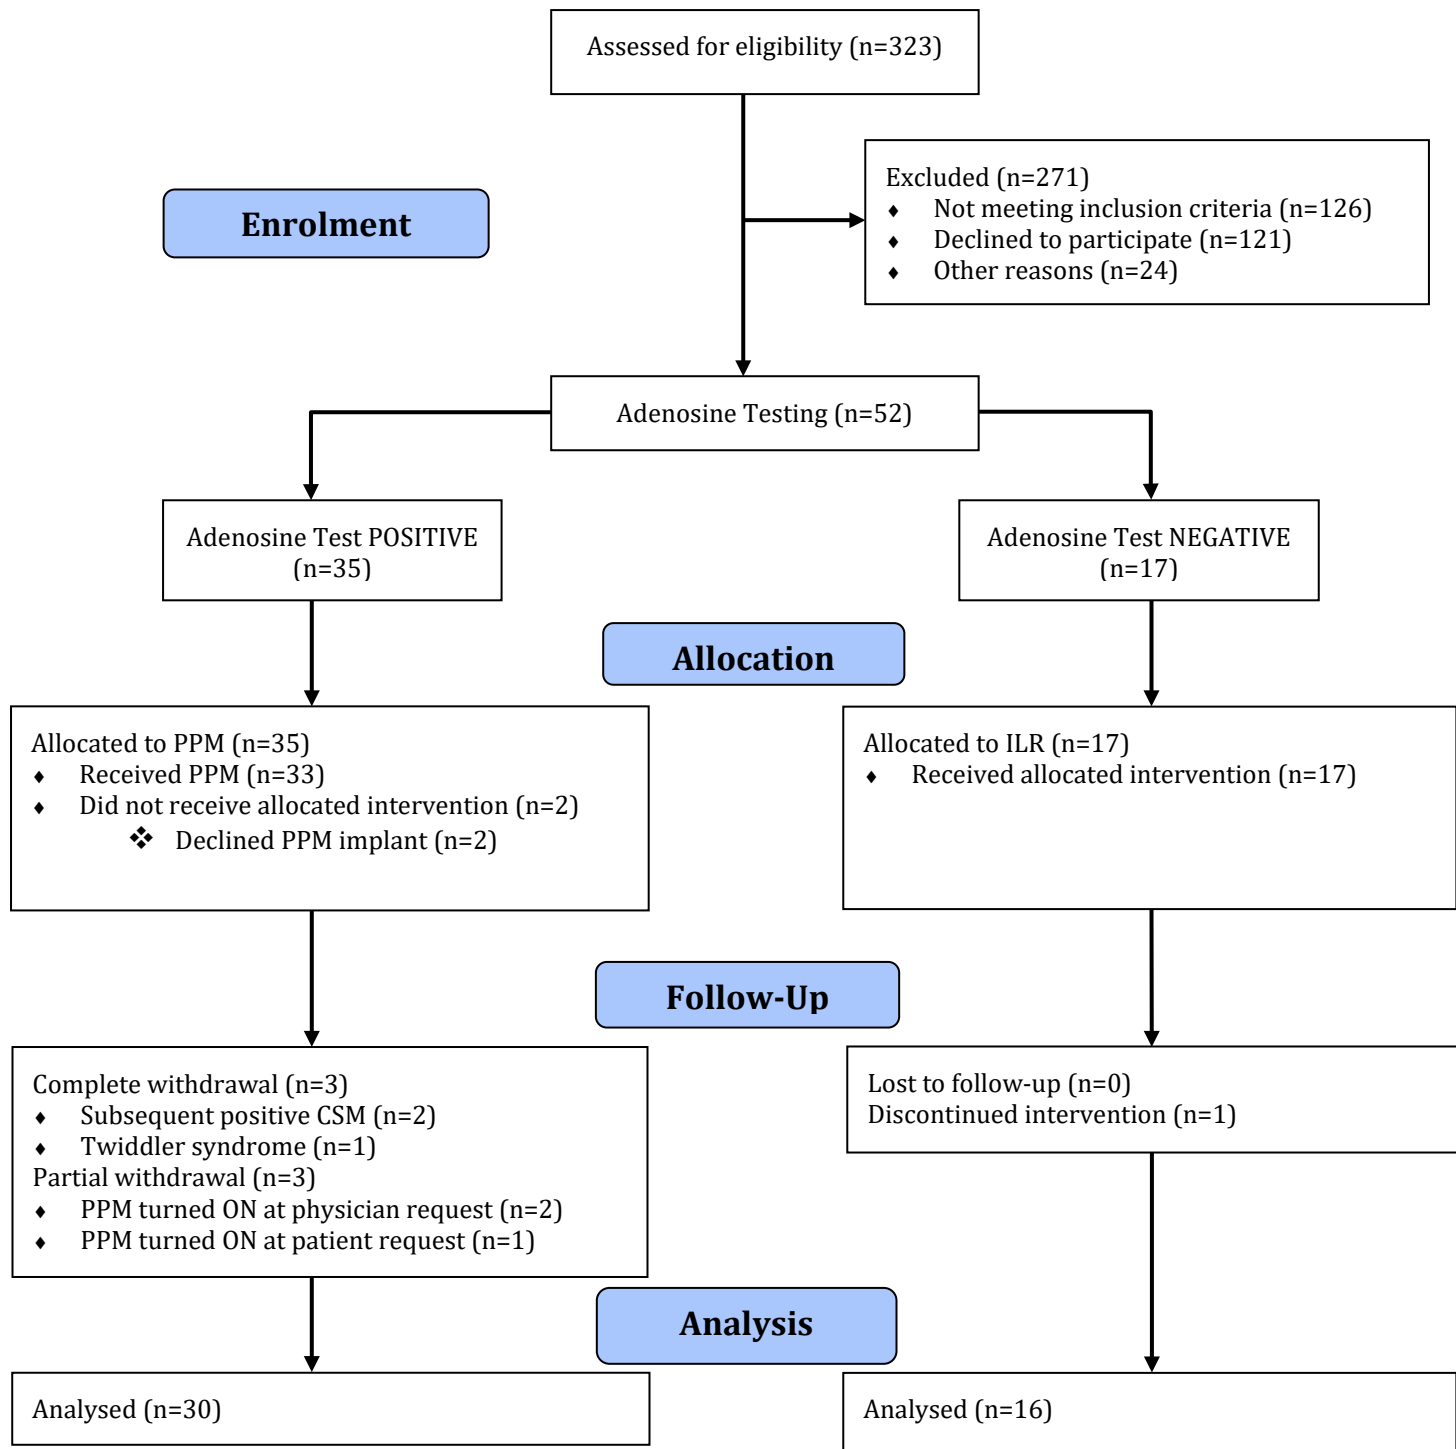 Assessed for eligibility (n=323)
Excluded (n=271)
♦ Not meeting inclusion criteria (n=126)
♦ Declined to participate (n=121)
♦ Other reasons (n=24)
Enrolment
Adenosine Testing (n=52)
Adenosine Test POSITIVE
(n=35)
Adenosine Test NEGATIVE
(n=17)
Allocation
Allocated to PPM (n=35)
♦ Received PPM (n=33)
♦ Did not receive allocated intervention (n=2)
❖ Declined PPM implant (n=2)
Allocated to ILR (n=17)
♦ Received allocated intervention (n=17)
Follow-Up
Complete withdrawal (n=3)
♦ Subsequent positive CSM (n=2)
♦ Twiddler syndrome (n=1)
Partial withdrawal (n=3)
♦ PPM turned ON at physician request (n=2)
♦ PPM turned ON at patient request (n=1)
Lost to follow-up (n=0)
Discontinued intervention (n=1)
Analysis
Analysed (n=30)
Analysed (n=16)